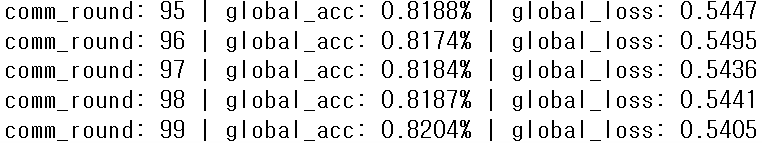 comm_round: 95 | global_acc: 0.8188% | global_loss: 0.5447
comm_round: 96 | global_acc: 0.8174% | global_loss: 0.5495
comm_round: 97 | global_acc: 0.8184% | global_loss: 0.5436
comm_round: 98 | global_acc: 0.8187% | global_loss: 0.5441
comm_round: 99 | global_acc: 0.8204% | global_loss: 0.5405